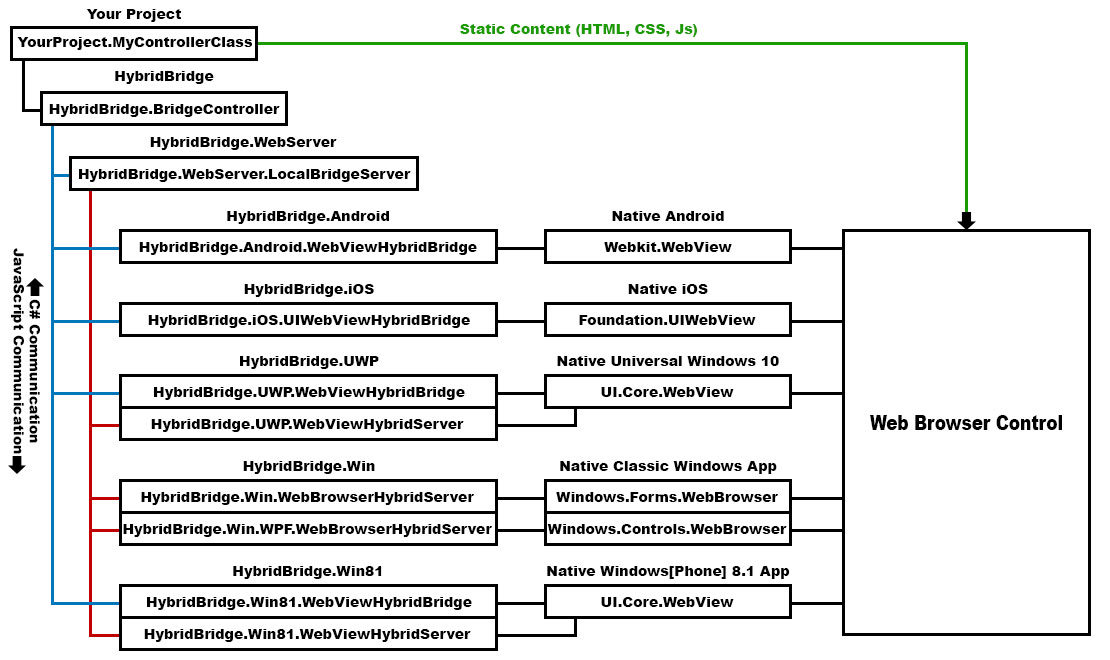 Your Project
YourProject.MyControllerClass
Static Content (HTML, CSS, Js)
HybridBridge
HybridBridge.BridgeController
HybridBridge.WebServer
HybridBridge.WebServer.LocalBridgeServer
HybridBridge.Android
Native Android
HybridBridge.Android.WebViewHybridBridge
Webkit.WebView
HybridBridge.iOS
Native iOS
HybridBridge.iOS.UIWebViewHybridBridge
Foundation.UIWebView
HybridBridge.UWP
Native Universal Windows 10
HybridBridge.UWP.WebViewHybridBridge
UI.Core.WebView
HybridBridge.UWP.WebViewHybridServer
HybridBridge.Win
Native Classic Windows App
HybridBridge.Win.WebBrowserHybridServer
Windows.Forms.WebBrowser
HybridBridge.Win.WPF.WebBrowserHybridServer
Windows.Controls.WebBrowser
HybridBridge.Win81
Native Windows[Phone] 8.1 App
HybridBridge.Win81.WebViewHybridBridge
UI.Core.WebView
HybridBridge.Win81.WebViewHybridServer
Web Browser Control
C# Communication
JavaScript Communication